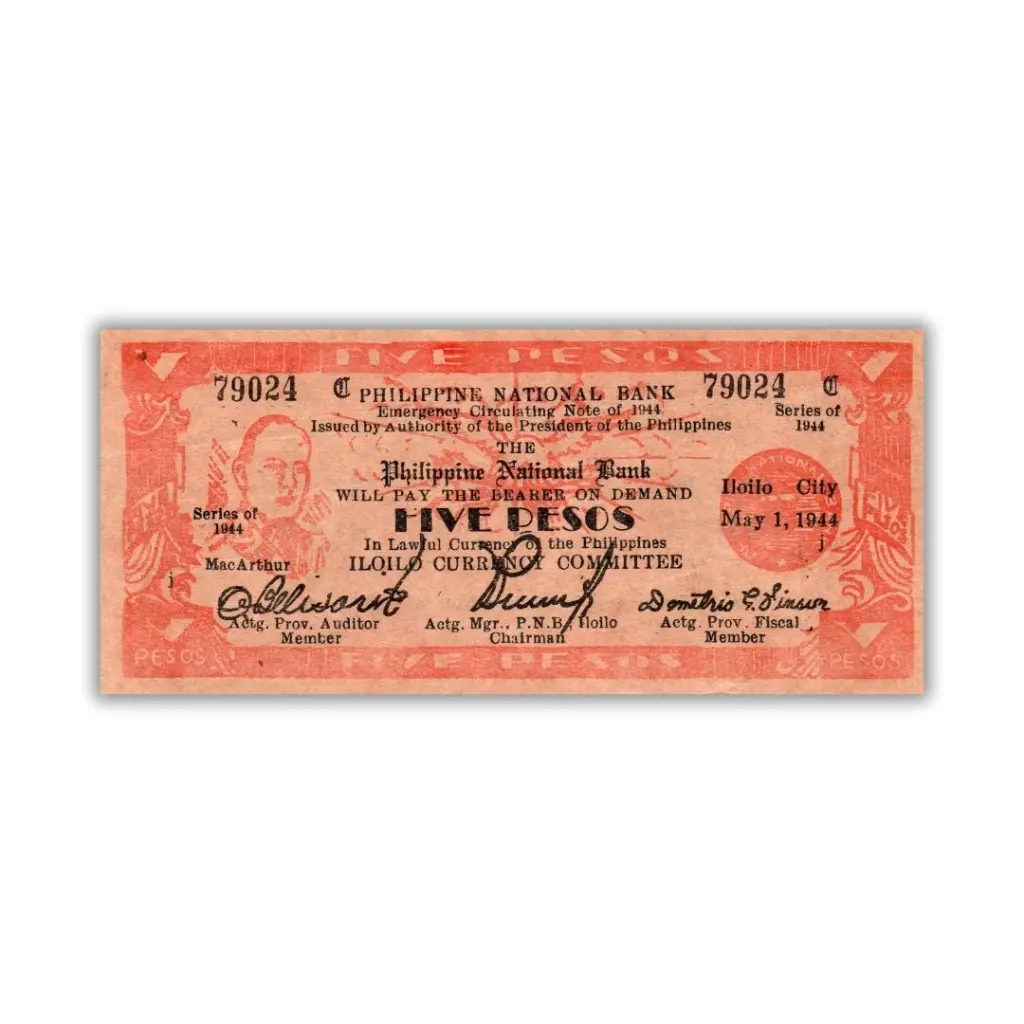 FIVE PESOS
79024 C PHILIPPINE NATIONAL BANK 79024 C
Emergency Circulating Note of 1944
Series of
1944
Issued by Authority of the President of the Philippines
THE
Philippine National Bank
WILL PAY THE BEARER ON DEMAND
FIVE PESOS
In Lawful Currency of the Philippines
ILOILO CURRENCY COMMITTEE
Series of
1944
MacArthur
j
NATIONAL
Iloilo City
May 1, 1944
j
FIVE
FIVE
Actg. Prov. Auditor
Member
Actg. Mgr., P.N.B., Iloilo
Chairman
Actg. Prov. Fiscal
Member
PESOS
FIVE PESOS
PESOS